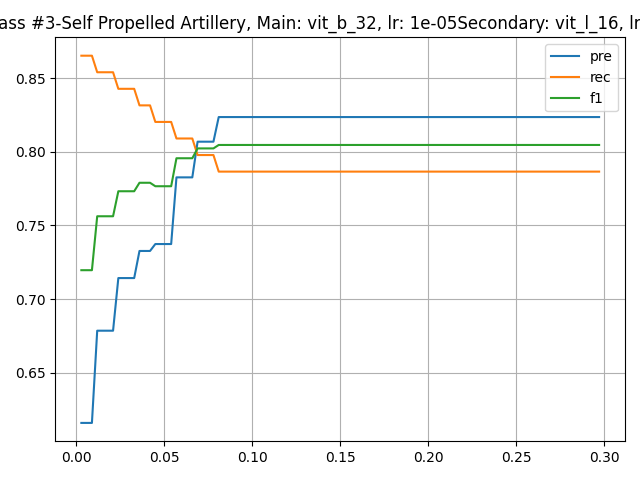 ass #3-Self Propelled Artillery, Main: vit_b_32, lr: 1e-05Secondary: vit_l_16, lr
pre
rec
f1
0.85
0.80
0.75
0.70
0.65
0.00 0.05 0.10 0.15 0.20 0.25 0.30